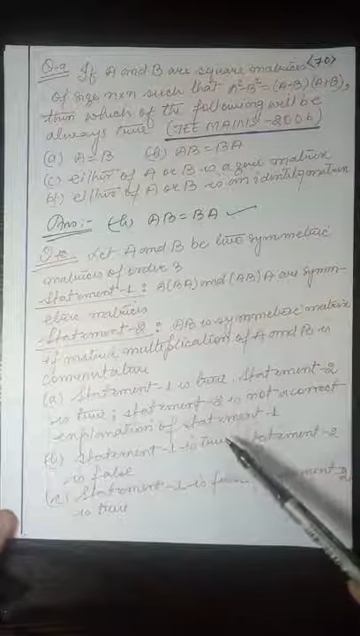 Q.9 If A and B are square matrices <70>
of size n×n such that A²-B²=(A-B)(A+B),
then which of the following will be
always true (JEE MAINS-2006)
(a) A=B (b) AB=BA
(c) either of A or B is a zero matrix
(d) either of A or B is an identity matrix
Ans:- (b) AB=BA ✓
Q.10. Let A and B be two symmetric
matrices of order 3
Statement-1: A(BA) and (AB)A are symm-
etric matrices
Statement-2: AB is symmetric matrix
if matrix multiplication of A and B is
commutative
(a) Statement-1 is true, Statement-2
is true; Statement-2 is not a correct
explanation of Statement-1
(b) Statement-1 is true, Statement-2
is false
(c) Statement-1 is Statement-2
is true